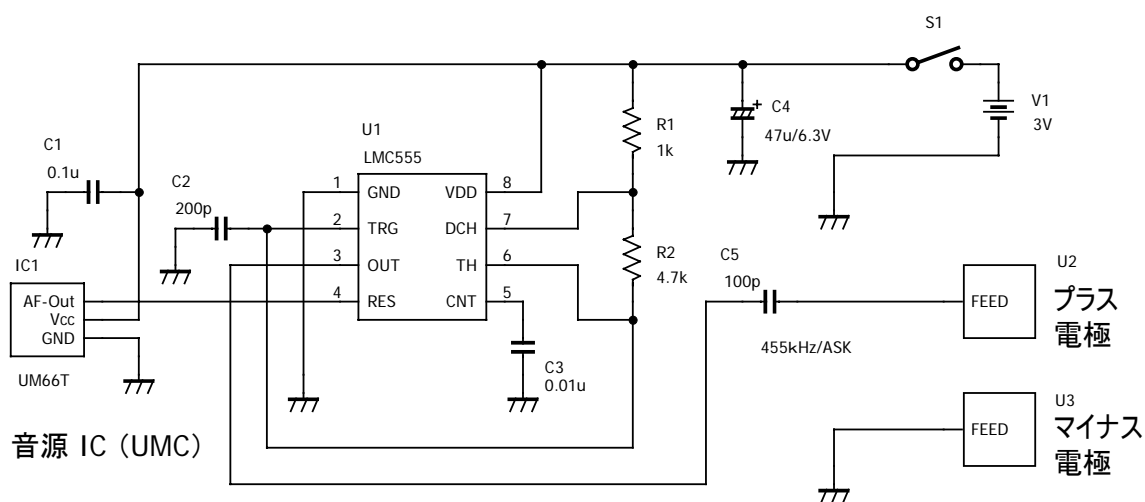 S1
V1
3V
C4
+
47u/6.3V
R1
1k
U1
LMC555
C1
0.1u
C2
200p
1 GND VDD 8
2 TRG DCH 7
3 OUT TH 6
4 RES CNT 5
R2
4.7k
C5
100p
455kHz/ASK
C3
0.01u
IC1
AF-Out
Vcc
GND
UM66T
音源 IC (UMC)
FEED
U2
プラス
電極
FEED
U3
マイナス
電極